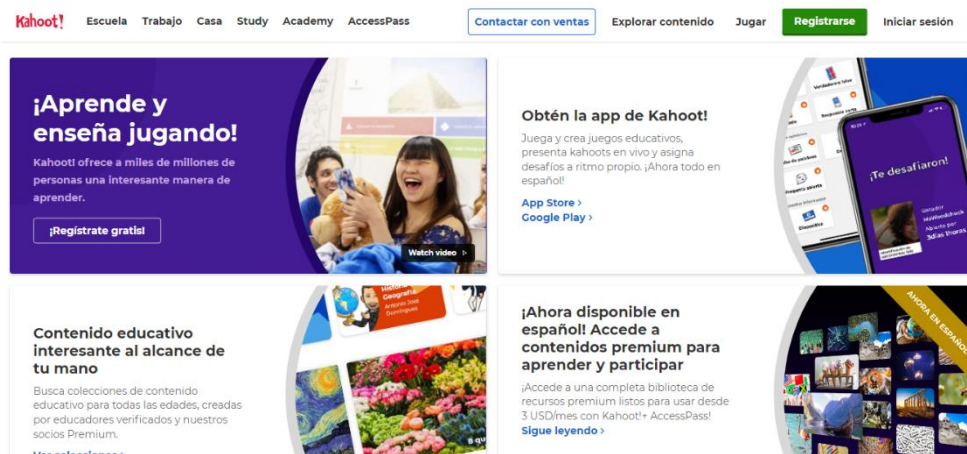 Kahoot!
Escuela Trabajo Casa Study Academy AccessPass
Contactar con ventas
Explorar contenido
Jugar
Registrarse
Iniciar sesión
¡Aprende y
enseña jugando!
Kahoot! ofrece a miles de millones de
personas una interesante manera de
aprender.
¡Regístrate gratis!
Watch video
Obtén la app de Kahoot!
Juega y crea juegos educativos,
presenta kahoots en vivo y asigna
desafíos a ritmo propio. ¡Ahora todo en
español!
App Store >
Google Play >
¡Te desafiaron!
Contenido educativo
interesante al alcance de
tu mano
Busca colecciones de contenido
educativo para todas las edades, creadas
por educadores verificados y nuestros
socios Premium.
Ver colecciones >
Geografía
Antonio José
Domínguez
¡Ahora disponible en
español! Accede a
contenidos premium para
aprender y participar
¡Accede a una completa biblioteca de
recursos premium listos para usar desde
3 USD/mes con Kahoot!+ AccessPass!
Sigue leyendo >
AHORA EN ESPAÑOL